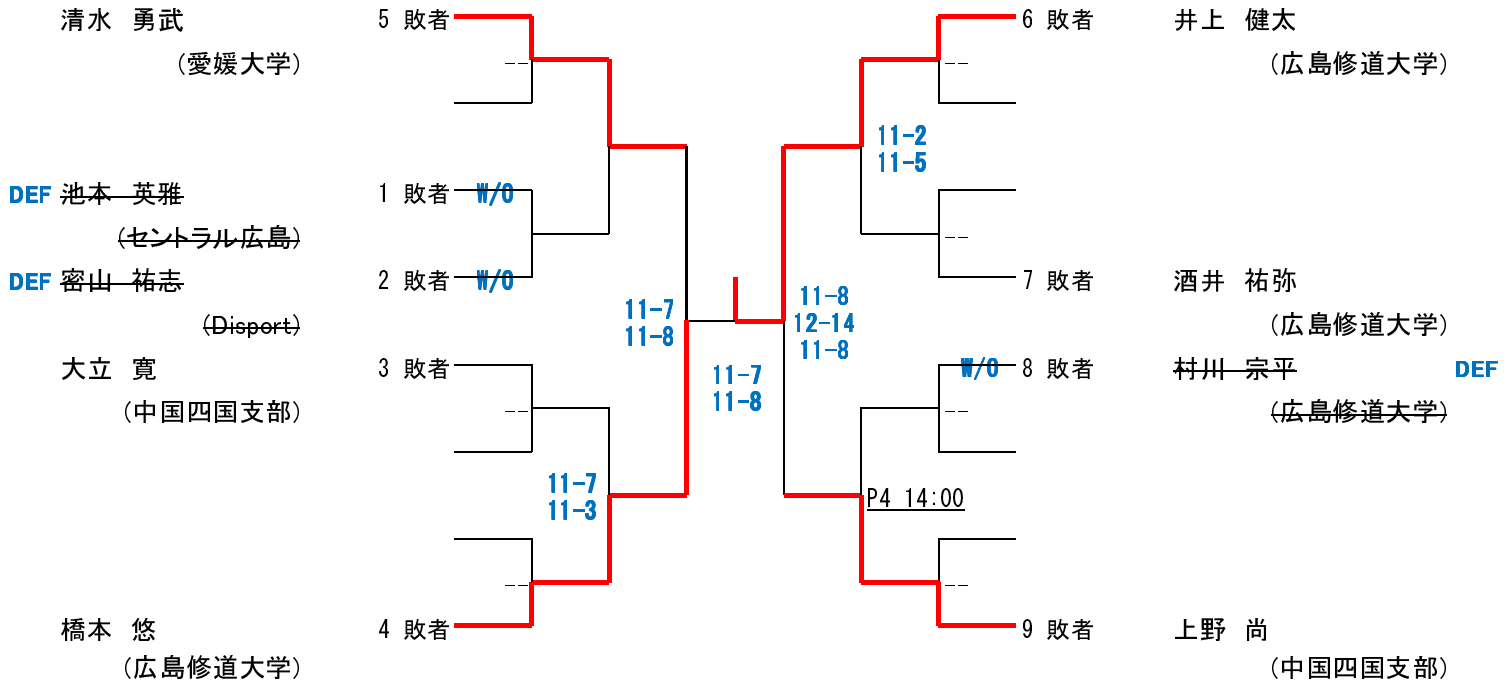 清水 勇武 5 敗者 6 敗者 井上 健太
(愛媛大学) -- -- (広島修道大学)
11-2
11-5
DEF 池本 英雅 1 敗者 W/O
(セントラル広島) --
DEF 密山 祐志 2 敗者 W/O 7 敗者 酒井 祐弥
11-7 11-8
(Disport) 12-14 (広島修道大学)
11-8 11-8
大立 寛 3 敗者 W/O 8 敗者 村川 宗平 DEF
11-7
11-8
(中国四国支部) -- -- (広島修道大学)
11-7 P4 14:00
11-3
-- --
橋本 悠 4 敗者 9 敗者 上野 尚
(広島修道大学) (中国四国支部)